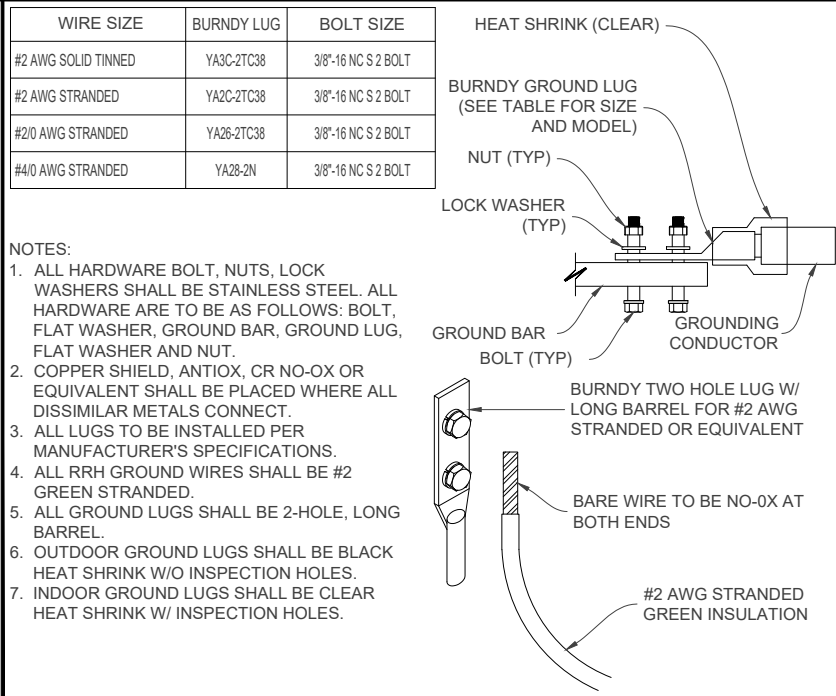 WIRE SIZE BURNDY LUG BOLT SIZE
#2 AWG SOLID TINNED YA3C-2TC38 3/8"-16 NC S 2 BOLT
#2 AWG STRANDED YA2C-2TC38 3/8"-16 NC S 2 BOLT
#2/0 AWG STRANDED YA26-2TC38 3/8"-16 NC S 2 BOLT
#4/0 AWG STRANDED YA28-2N 3/8"-16 NC S 2 BOLT
HEAT SHRINK (CLEAR)
BURNDY GROUND LUG
(SEE TABLE FOR SIZE
AND MODEL)
NUT (TYP)
LOCK WASHER
(TYP)
GROUND BAR
BOLT (TYP)
GROUNDING
CONDUCTOR
NOTES:
1. ALL HARDWARE BOLT, NUTS, LOCK
WASHERS SHALL BE STAINLESS STEEL. ALL
HARDWARE ARE TO BE AS FOLLOWS: BOLT,
FLAT WASHER, GROUND BAR, GROUND LUG,
FLAT WASHER AND NUT.
2. COPPER SHIELD, ANTIOX, CR NO-OX OR
EQUIVALENT SHALL BE PLACED WHERE ALL
DISSIMILAR METALS CONNECT.
3. ALL LUGS TO BE INSTALLED PER
MANUFACTURER'S SPECIFICATIONS.
4. ALL RRH GROUND WIRES SHALL BE #2
GREEN STRANDED.
5. ALL GROUND LUGS SHALL BE 2-HOLE, LONG
BARREL.
6. OUTDOOR GROUND LUGS SHALL BE BLACK
HEAT SHRINK W/O INSPECTION HOLES.
7. INDOOR GROUND LUGS SHALL BE CLEAR
HEAT SHRINK W/ INSPECTION HOLES.
BURNDY TWO HOLE LUG W/
LONG BARREL FOR #2 AWG
STRANDED OR EQUIVALENT
BARE WIRE TO BE NO-0X AT
BOTH ENDS
#2 AWG STRANDED
GREEN INSULATION